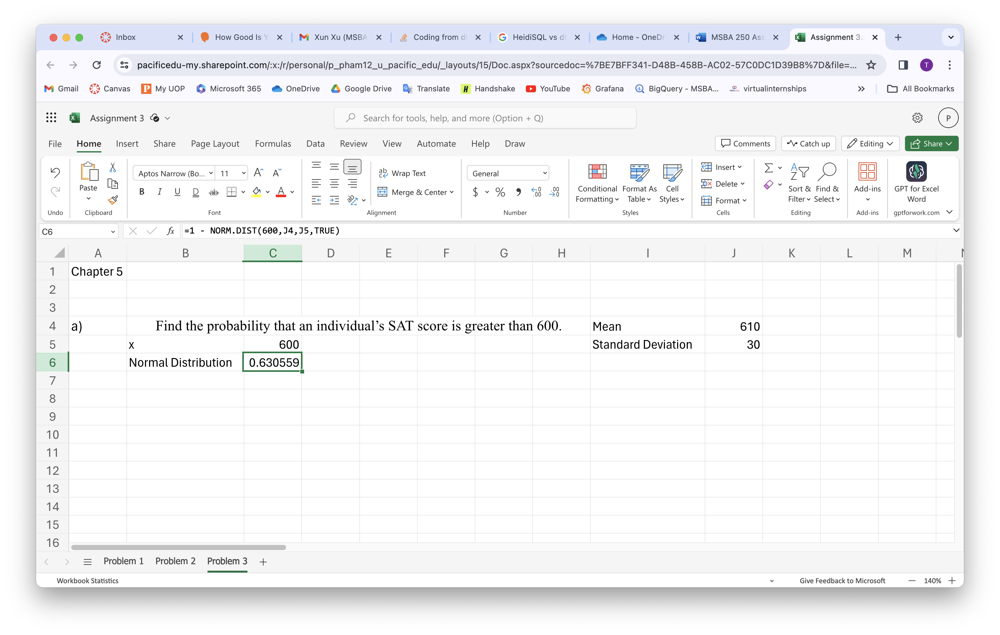 Inbox How Good Is Y Xun Xu (MSBA Coding from d HeidiSQL vs d Home - OneDr MSBA 250 Ass Assignment 3.
pacificedu-my.sharepoint.com/:x:/r/personal/p_pham12_u_pacific_edu/_layouts/15/Doc.aspx?sourcedoc=%7BE7BFF341-D48B-458B-AC02-57C0DC1D39B8%7D&file=... T
Gmail Canvas My UOP Microsoft 365 OneDrive Google Drive Translate Handshake YouTube Grafana BigQuery - MSBA... virtualinternships » All Bookmarks
Assignment 3 Search for tools, help, and more (Option + Q) P
File Home Insert Share Page Layout Formulas Data Review View Automate Help Draw Comments Catch up Editing Share
Aptos Narrow (Bo... 11 Wrap Text General Insert
Paste B I U D ab Merge & Center $ % Conditional Formatting Format As Table Cell Styles Delete Format Sort & Filter Find & Select Add-ins GPT for Excel Word
Undo Clipboard Font Alignment Number Styles Cells Editing Add-ins gptforwork.com
C6 fx =1 - NORM.DIST(600,J4,J5,TRUE)
A B C D E F G H I J K L M
1 Chapter 5
2
3
4 a) Find the probability that an individual’s SAT score is greater than 600. Mean 610
5 x 600 Standard Deviation 30
6 Normal Distribution 0.630559
7
8
9
10
11
12
13
14
15
16
Problem 1 Problem 2 Problem 3 +
Workbook Statistics Give Feedback to Microsoft — 140% +